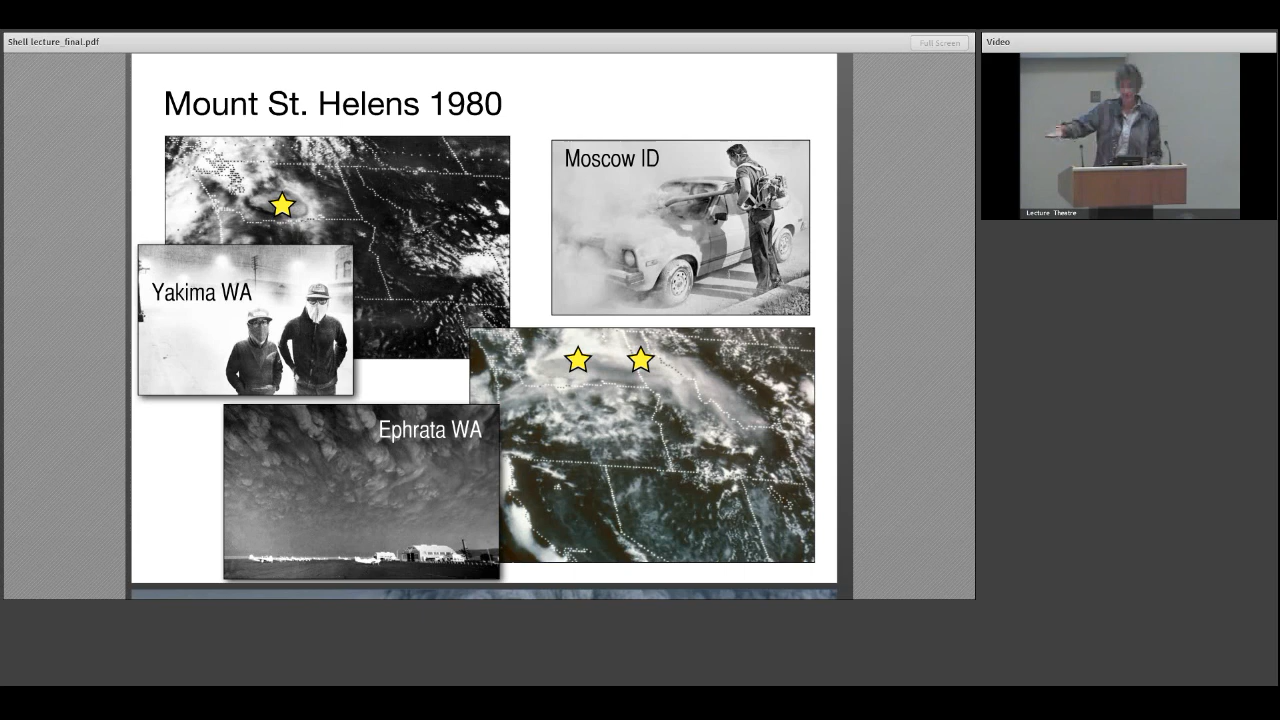 Shell lecture_final.pdf
Full Screen
Video
Mount St. Helens 1980
Moscow ID
Yakima WA
Ephrata WA
Lecture Theatre